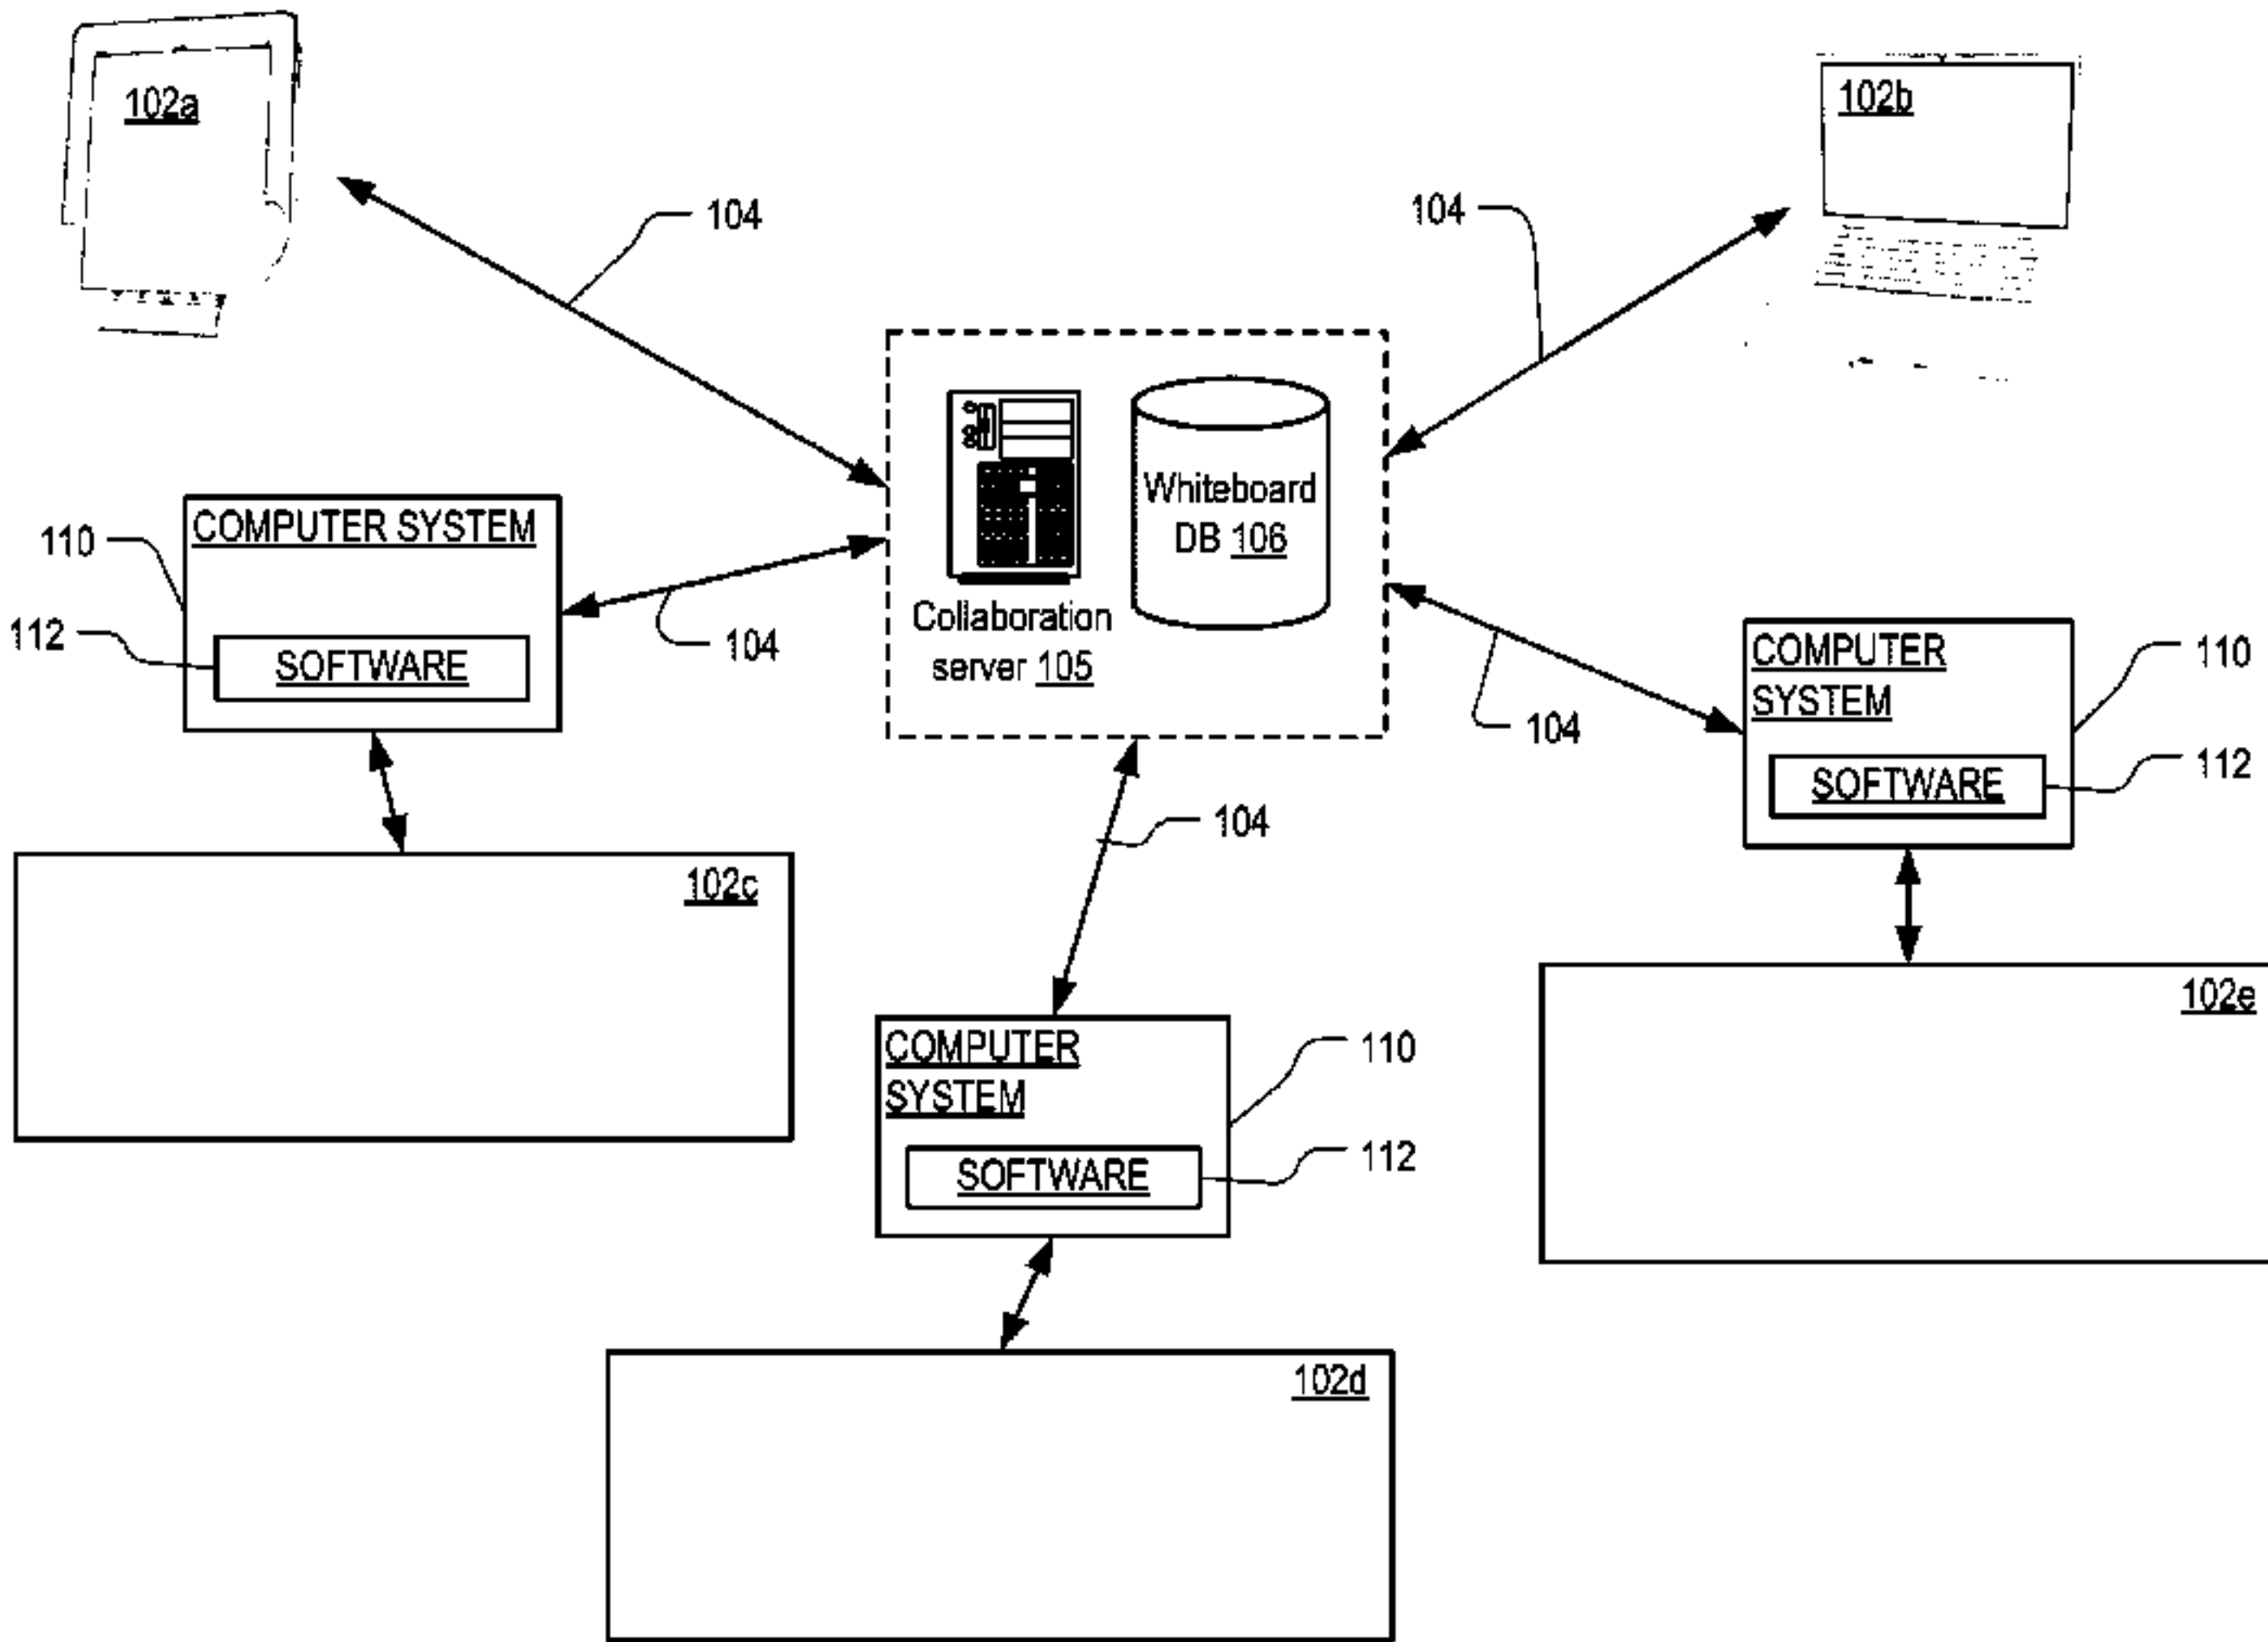 102a
102b
104
104
Whiteboard
DB 106
Collaboration
server 105
COMPUTER SYSTEM
SOFTWARE
110
112
104
104
COMPUTER
SYSTEM
SOFTWARE
110
112
104
102c
102e
COMPUTER
SYSTEM
SOFTWARE
110
112
102d